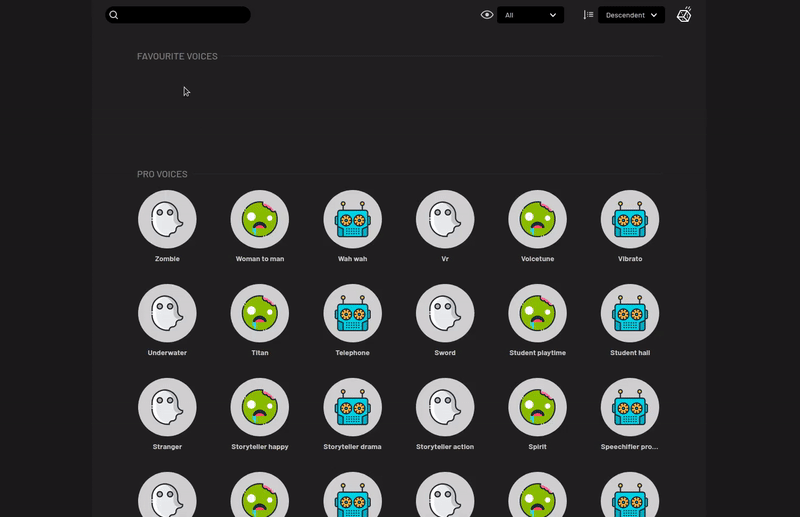 All
Descendent
FAVOURITE VOICES
PRO VOICES
Zombie
Woman to man
Wah wah
Vr
Voicetune
Vibrato
Underwater
Titan
Telephone
Sword
Student playtime
Student hall
Stranger
Storyteller happy
Storyteller drama
Storyteller action
Spirit
Speechifier pro...